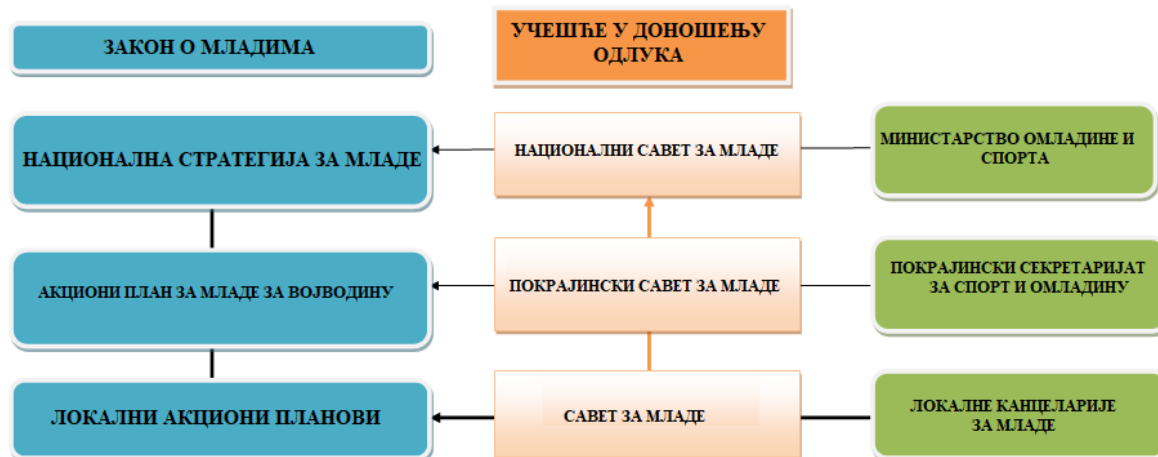 ЗАКОН О МЛАДИМА
УЧЕШЋЕ У ДОНОШЕЊУ
ОДЛУКА
НАЦИОНАЛНА СТРАТЕГИЈА ЗА МЛАДЕ
НАЦИОНАЛНИ САВЕТ ЗА МЛАДЕ
МИНИСТАРСТВО ОМЛАДИНЕ И
СПОРТА
АКЦИОНИ ПЛАН ЗА МЛАДЕ ЗА ВОЈВОДИНУ
ПОКРАЈИНСКИ САВЕТ ЗА МЛАДЕ
ПОКРАЈИНСКИ СЕКРЕТАРИЈАТ
ЗА СПОРТ И ОМЛАДИНУ
ЛОКАЛНИ АКЦИОНИ ПЛАНОВИ
САВЕТ ЗА МЛАДЕ
ЛОКАЛНЕ КАНЦЕЛАРИЈЕ
ЗА МЛАДЕ